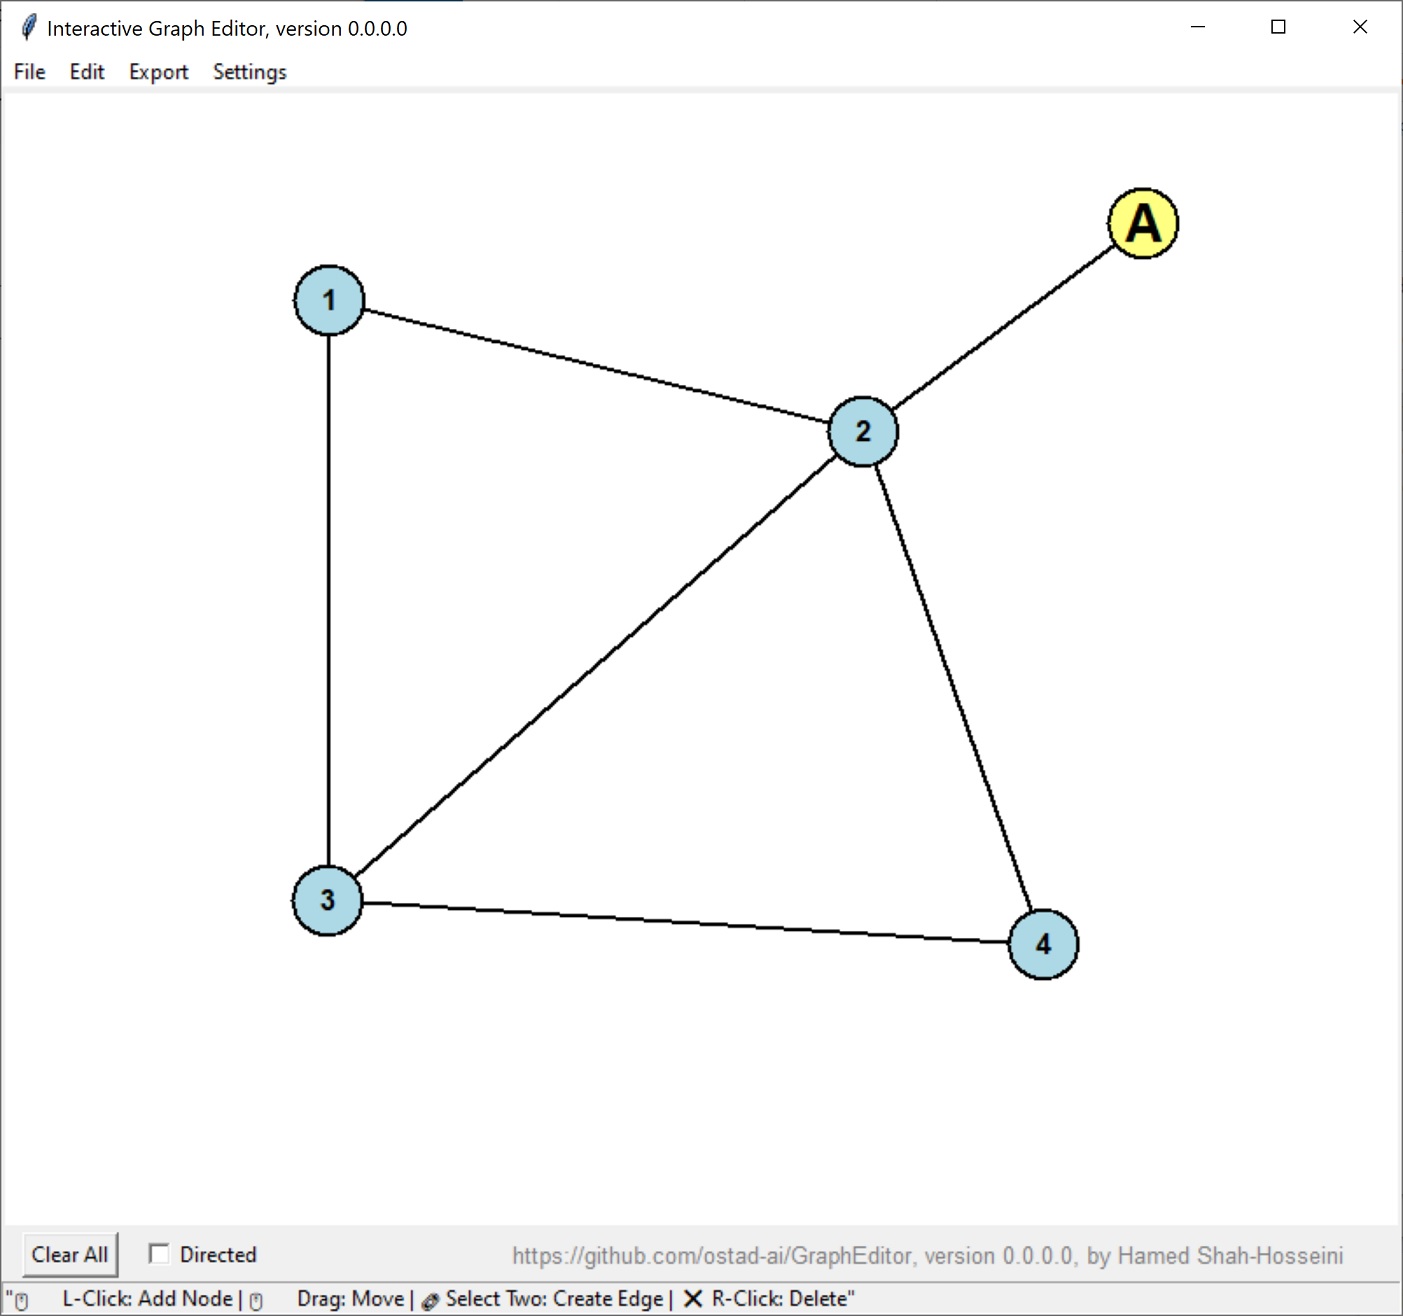 Interactive Graph Editor, version 0.0.0.0
File Edit Export Settings
A
1
2
3
4
Clear All Directed https://github.com/ostad-ai/GraphEditor, version 0.0.0.0, by Hamed Shah-Hosseini
"🖱 L-Click: Add Node | 🖱 Drag: Move | 🔗 Select Two: Create Edge | ❌ R-Click: Delete"